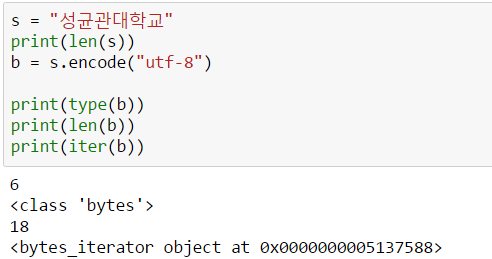 s = "성균관대학교"
print(len(s))
b = s.encode("utf-8")
print(type(b))
print(len(b))
print(iter(b))
6
<class 'bytes'>
18
<bytes_iterator object at 0x0000000005137588>